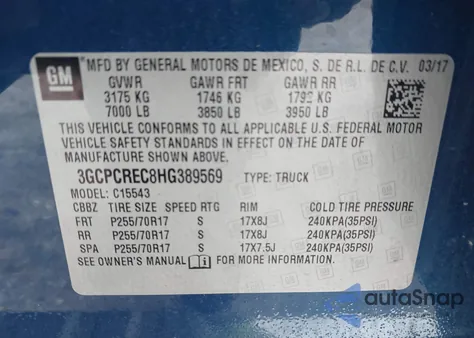 GM
MFD BY GENERAL MOTORS DE MEXICO, S. DE R.L. DE C.V. 03/17
GVWR GAWR FRT GAWR RR
3175 KG 1746 KG 1792 KG
7000 LB 3850 LB 3950 LB
THIS VEHICLE CONFORMS TO ALL APPLICABLE U.S. FEDERAL MOTOR
VEHICLE SAFETY STANDARDS IN EFFECT ON THE DATE OF
MANUFACTURE SHOWN ABOVE.
3GCPCREC8HG389569 TYPE: TRUCK
MODEL: C15543
CBBZ TIRE SIZE SPEED RTG RIM COLD TIRE PRESSURE
FRT P255/70R17 S 17X8J 240KPA(35PSI)
RR P255/70R17 S 17X8J 240KPA(35PSI)
SPA P255/70R17 S 17X7.5J 240KPA(35PSI)
SEE OWNER'S MANUAL FOR MORE INFORMATION.
autoSnap